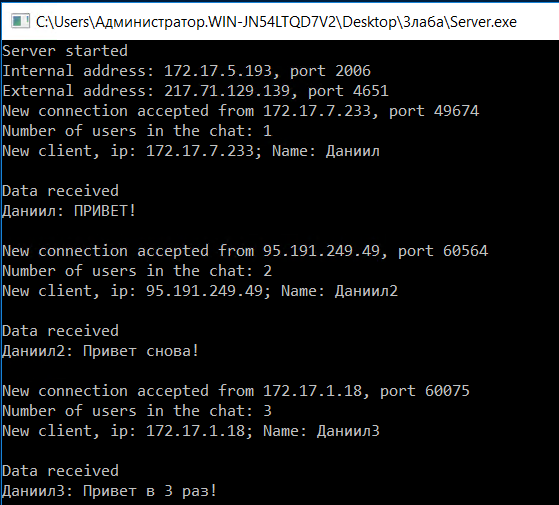 C:\Users\Администратор.WIN-JN54LTQD7V2\Desktop\3лаба\Server.exe
Server started
Internal address: 172.17.5.193, port 2006
External address: 217.71.129.139, port 4651
New connection accepted from 172.17.7.233, port 49674
Number of users in the chat: 1
New client, ip: 172.17.7.233; Name: Даниил
Data received
Даниил: ПРИВЕТ!
New connection accepted from 95.191.249.49, port 60564
Number of users in the chat: 2
New client, ip: 95.191.249.49; Name: Даниил2
Data received
Даниил2: Привет снова!
New connection accepted from 172.17.1.18, port 60075
Number of users in the chat: 3
New client, ip: 172.17.1.18; Name: Даниил3
Data received
Даниил3: Привет в 3 раз!